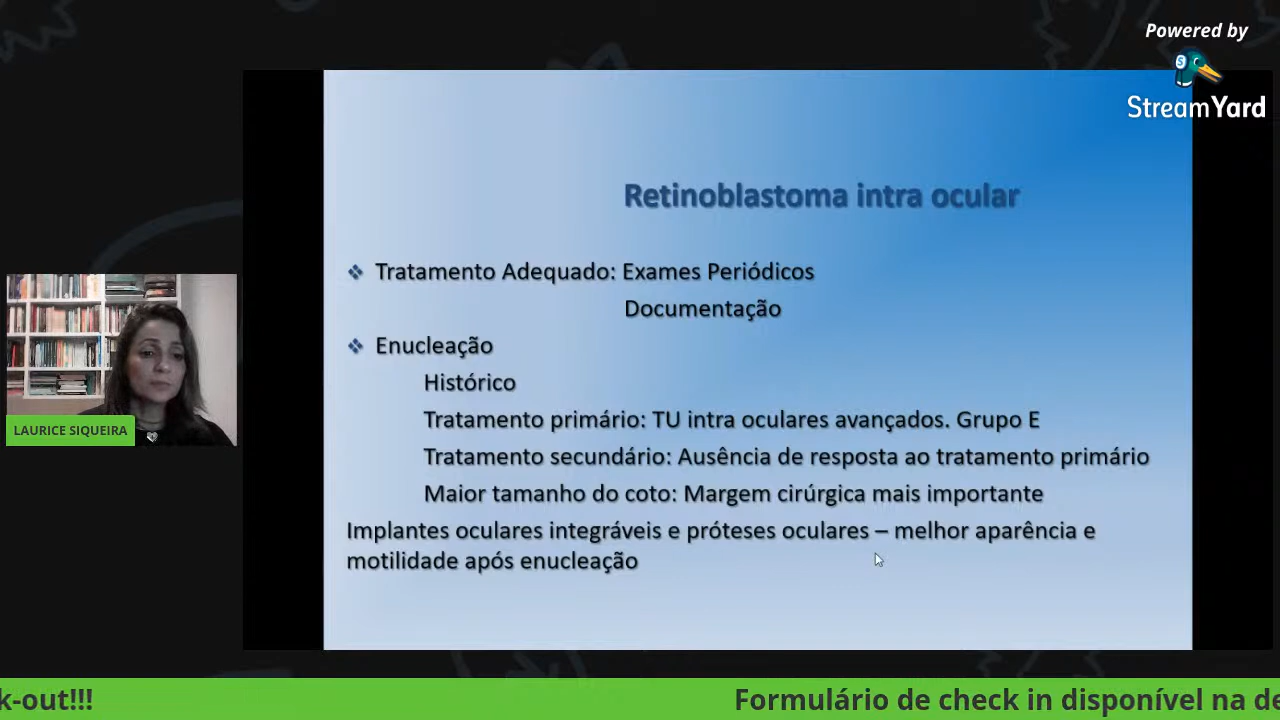 Powered by
StreamYard
Retinoblastoma intra ocular
Tratamento Adequado: Exames Periódicos
Documentação
Enucleação
Histórico
Tratamento primário: TU intra oculares avançados. Grupo E
Tratamento secundário: Ausência de resposta ao tratamento primário
Maior tamanho do coto: Margem cirúrgica mais importante
Implantes oculares integráveis e próteses oculares – melhor aparência e
motilidade após enucleação
LAURICE SIQUEIRA
k-out!!! Formulário de check in disponível na de